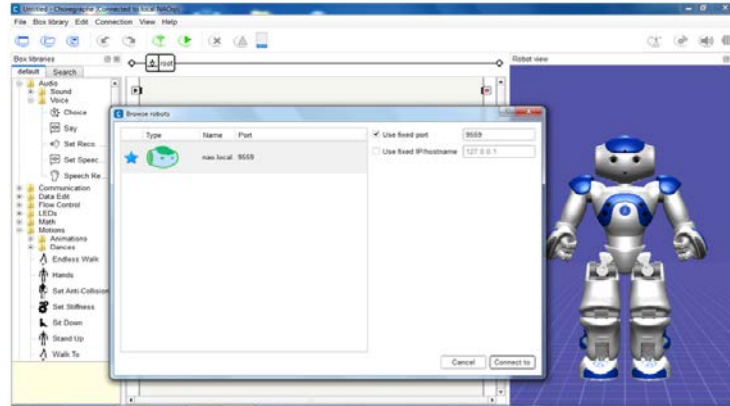 Untitled - Choregraphe (Connected to local NAOqi)
File Box library Edit Connection View Help
Box libraries
default Search
root
Robot view
Audio
Sound
Voice
Choice
Say
Set Reco...
Set Speec...
Speech Re...
Communication
Data Edit
Flow Control
LEDs
Math
Motions
Animations
Dances
Endless Walk
Hands
Set Anti-Collision
Set Stiffness
Sit Down
Stand Up
Walk To
Browse robots
Type Name Port
nao.local. 9559
Use fixed port 9559
Use fixed IP/hostname 127.0.0.1
Cancel Connect to